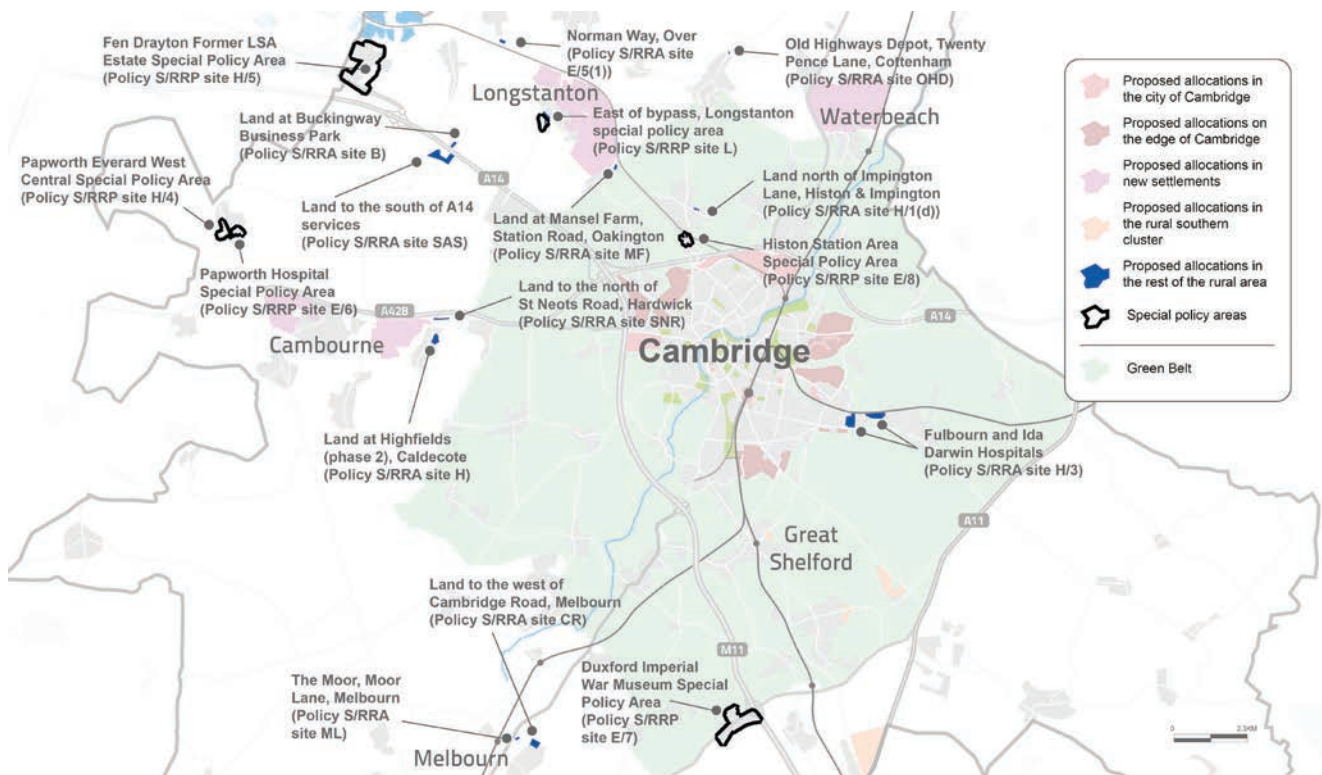 Fen Drayton Former LSA
Estate Special Policy Area
(Policy S/RRP site H/5)
Norman Way, Over
(Policy S/RRA site
E/5(1))
Old Highways Depot, Twenty
Pence Lane, Cottenham
(Policy S/RRA site OHD)
Longstanton
Waterbeach
Land at Buckingway
Business Park
(Policy S/RRA site B)
East of bypass, Longstanton
special policy area
(Policy S/RRP site L)
Papworth Everard West
Central Special Policy Area
(Policy S/RRP site H/4)
A14
Land to the south of A14
services
(Policy S/RRA site SAS)
Land at Mansel Farm,
Station Road, Oakington
(Policy S/RRA site MF)
Land north of Impington
Lane, Histon & Impington
(Policy S/RRA site H/1(d))
Histon Station Area
Special Policy Area
(Policy S/RRP site E/8)
Papworth Hospital
Special Policy Area
(Policy S/RRP site E/6)
Land to the north of
St Neots Road, Hardwick
(Policy S/RRA site SNR)
A428
A14
Cambourne
Cambridge
Land at Highfields
(phase 2), Caldecote
(Policy S/RRA site H)
Fulbourn and Ida
Darwin Hospitals
(Policy S/RRA site H/3)
A11
Great
Shelford
Land to the west of
Cambridge Road, Melbourn
(Policy S/RRA site CR)
M11
The Moor, Moor
Lane, Melbourn
(Policy S/RRA
site ML)
Duxford Imperial
War Museum Special
Policy Area
(Policy S/RRP
site E/7)
Melbourn
Proposed allocations in
the city of Cambridge
Proposed allocations on
the edge of Cambridge
Proposed allocations in
new settlements
Proposed allocations in
the rural southern
cluster
Proposed allocations in
the rest of the rural area
Special policy areas
Green Belt
0